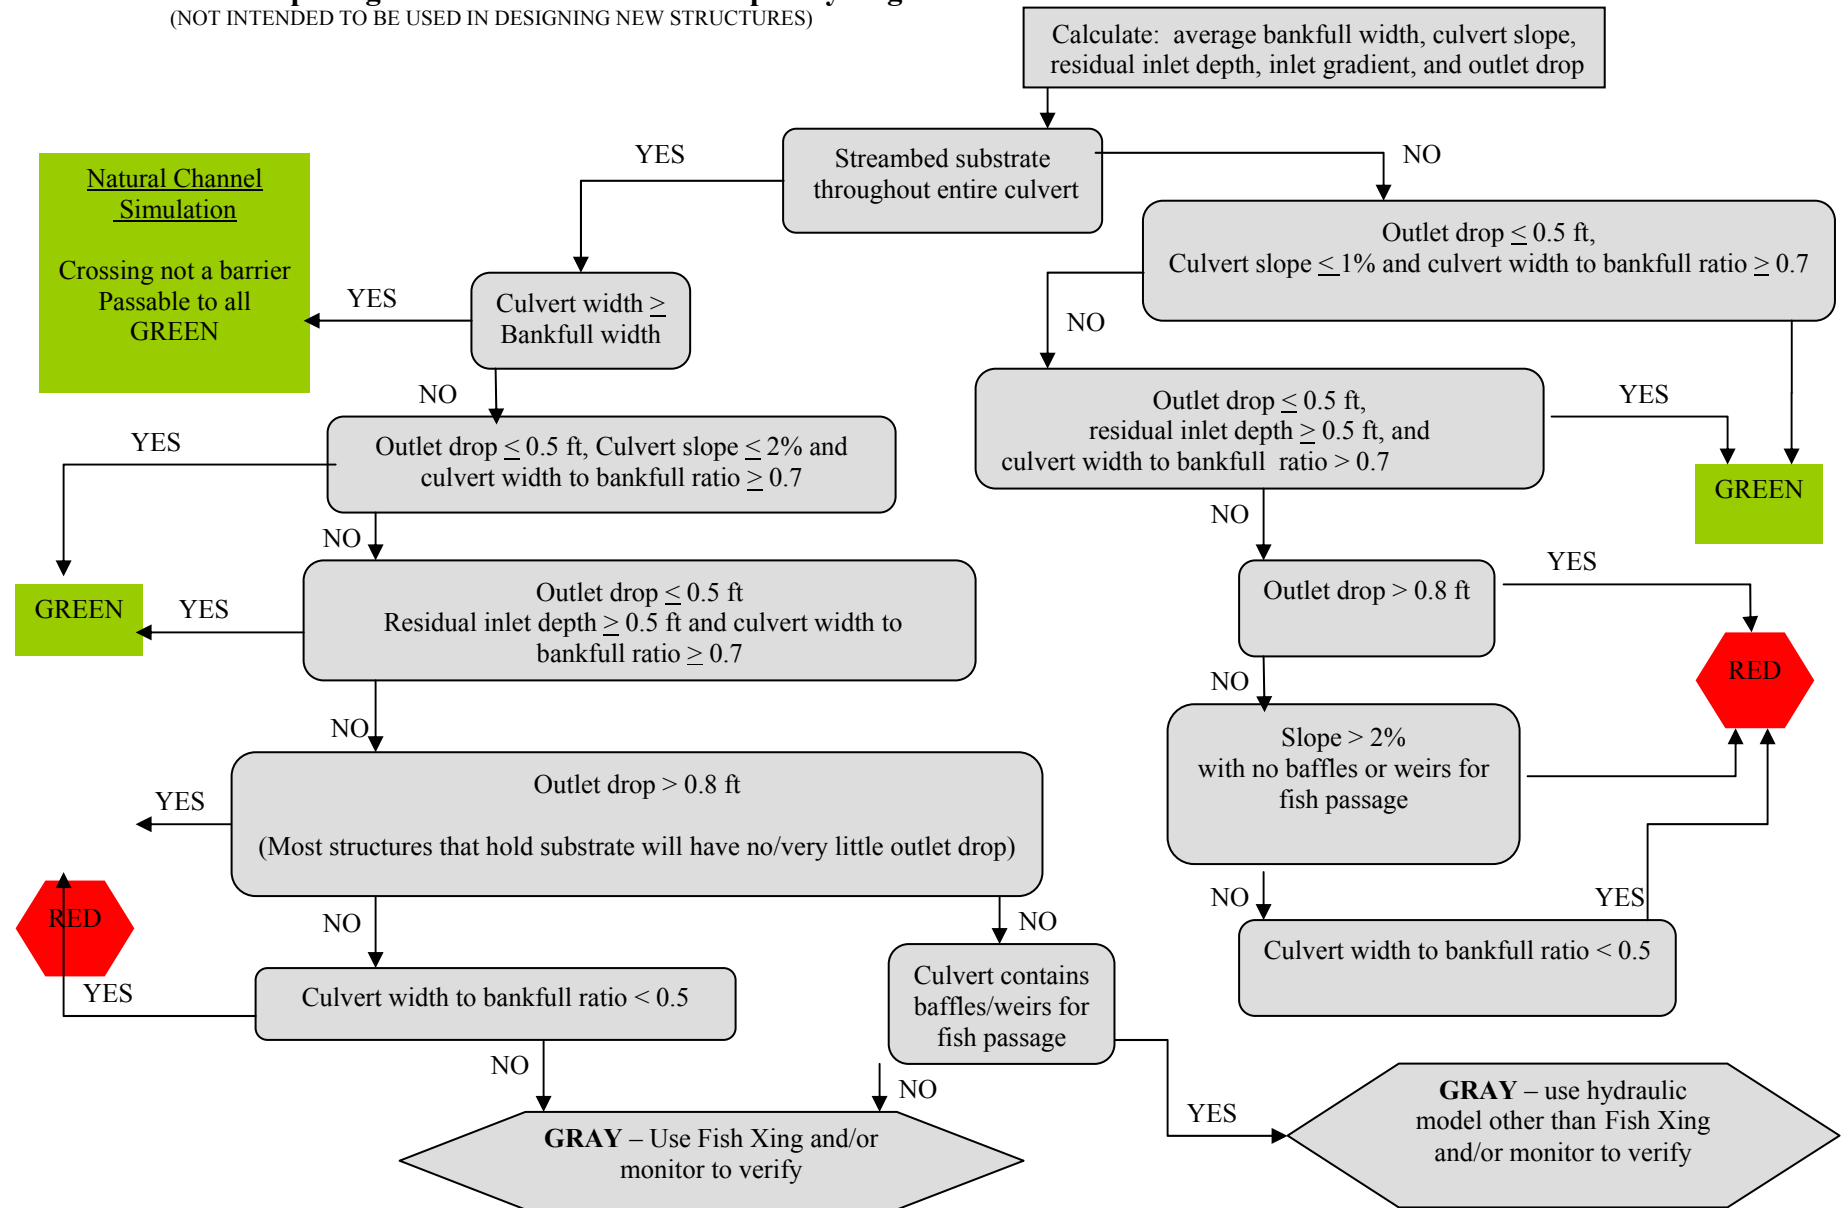 (NOT INTENDED TO BE USED IN DESIGNING NEW STRUCTURES)
Calculate: average bankfull width, culvert slope,
residual inlet depth, inlet gradient, and outlet drop
YES
Streambed substrate
throughout entire culvert
NO
Natural Channel
Simulation
Crossing not a barrier
Passable to all
GREEN
YES
Culvert width ≥
Bankfull width
Outlet drop ≤ 0.5 ft,
Culvert slope ≤ 1% and culvert width to bankfull ratio ≥ 0.7
NO
NO
Outlet drop ≤ 0.5 ft,
residual inlet depth ≥ 0.5 ft, and
culvert width to bankfull ratio > 0.7
YES
GREEN
YES
Outlet drop ≤ 0.5 ft, Culvert slope ≤ 2% and
culvert width to bankfull ratio ≥ 0.7
NO
NO
GREEN
YES
Outlet drop ≤ 0.5 ft
Residual inlet depth ≥ 0.5 ft and culvert width to
bankfull ratio ≥ 0.7
Outlet drop > 0.8 ft
YES
RED
NO
NO
Slope > 2%
with no baffles or weirs for
fish passage
YES
Outlet drop > 0.8 ft
(Most structures that hold substrate will have no/very little outlet drop)
RED
NO
NO
NO
YES
Culvert width to bankfull ratio < 0.5
YES
Culvert width to bankfull ratio < 0.5
Culvert contains
baffles/weirs for
fish passage
NO
NO
YES
GRAY – Use Fish Xing and/or
monitor to verify
GRAY – use hydraulic
model other than Fish Xing
and/or monitor to verify